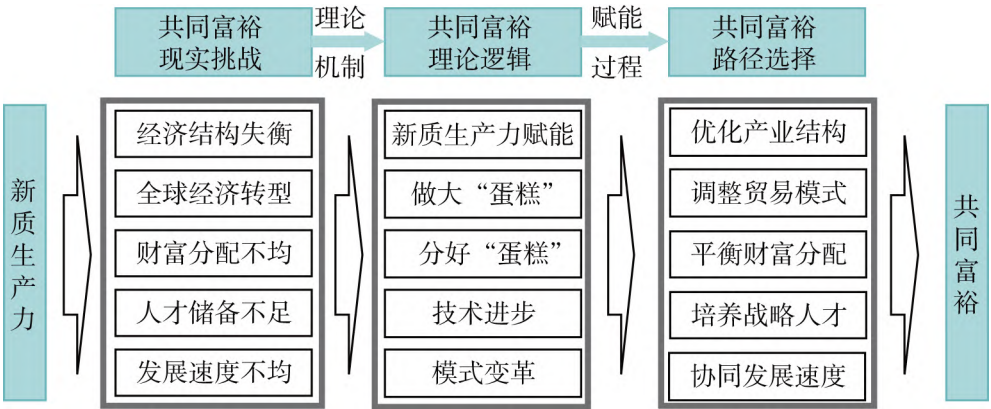 共同富裕
现实挑战
理论
机制
共同富裕
理论逻辑
赋能
过程
共同富裕
路径选择
新质生产力
经济结构失衡
全球经济转型
财富分配不均
人才储备不足
发展速度不均
新质生产力赋能
做大“蛋糕”
分好“蛋糕”
技术进步
模式变革
优化产业结构
调整贸易模式
平衡财富分配
培养战略人才
协同发展速度
共同富裕